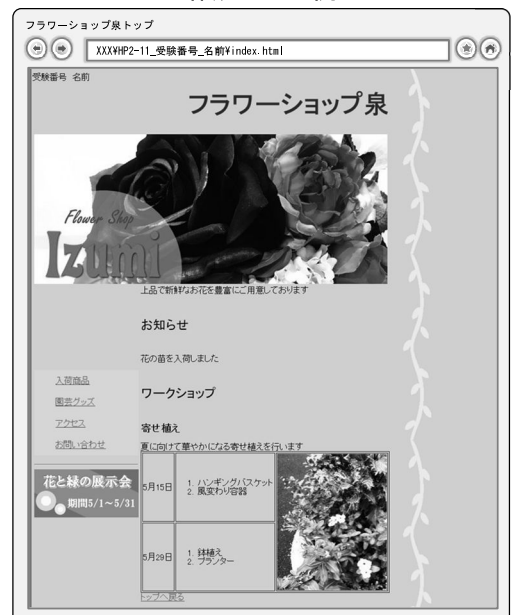 フラワーショップ泉トップ
XXX¥HP2-11_受験番号_名前¥index.html
受験番号 名前
フラワーショップ泉
Flower Shop
Izumi
上品で新鮮なお花を豊富にご用意しております
お知らせ
花の苗を入荷しました
入荷商品
園芸グッズ
アクセス
お問い合わせ
花と緑の展示会
期間5/1～5/31
ワークショップ
寄せ植え
夏に向けて華やかになる寄せ植えを行います
5月15日
1. ハンギングバスケット
2. 風変わり容器
5月29日
1. 鉢植え
2. プランター
トップへ戻る